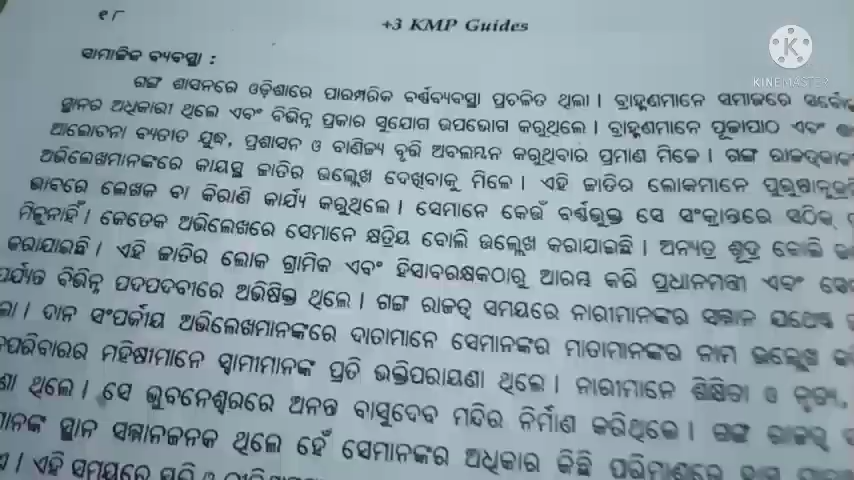 ୧୮
+3 KMP Guides
KINEMASTER
ସାମାଜିକ ବ୍ୟବସ୍ଥା :
ଗଙ୍ଗ ଶାସନରେ ଓଡ଼ିଶାରେ ପାରମ୍ପରିକ ବର୍ଣ୍ଣବ୍ୟବସ୍ଥା ପ୍ରଚଳିତ ଥିଲା । ବ୍ରାହ୍ମଣମାନେ ସମାଜରେ
ସ୍ଥାନର ଅଧିକାରୀ ଥିଲେ ଏବଂ ବିଭିନ୍ନ ପ୍ରକାର ସୁଯୋଗ ଉପଭୋଗ କରୁଥିଲେ । ବ୍ରାହ୍ମଣମାନେ ପୂଜାପାଠ ଏବଂ
ଆଲୋଚନା ବ୍ୟତୀତ ଯୁଦ୍ଧ, ପ୍ରଶାସନ ଓ ବାଣିଜ୍ୟ ବୃତ୍ତି ଅବଲମ୍ବନ କରୁଥିବାର ପ୍ରମାଣ ମିଳେ । ଗଙ୍ଗ
ଅଭିଲେଖମାନଙ୍କରେ କାୟସ୍ଥ ଜାତିର ଉଲ୍ଲେଖ ଦେଖିବାକୁ ମିଳେ । ଏହି ଜାତିର ଲୋକମାନେ
ଭାବରେ ଲେଖକ ବା କିରାଣି କାର୍ଯ୍ୟ କରୁଥିଲେ । ସେମାନେ କେଉଁ ବର୍ଣ୍ଣଭୁକ୍ତ ସେ ସଂକ୍ରାନ୍ତରେ ସଠିକ୍
ମିଳୁନାହିଁ । କେତେକ ଅଭିଲେଖରେ ସେମାନେ କ୍ଷତ୍ରିୟ ବୋଲି ଉଲ୍ଲେଖ କରାଯାଇଛି । ଅନ୍ୟତ୍ର ଶୂଦ୍ର ବୋଲି
କରାଯାଇଛି । ଏହି ଜାତିର ଲୋକ ଗ୍ରାମିକ ଏବଂ ହିସାବରକ୍ଷକଠାରୁ ଆରମ୍ଭ କରି ପ୍ରଧାନମନ୍ତ୍ରୀ ଏବଂ
ପର୍ଯ୍ୟନ୍ତ ବିଭିନ୍ନ ପଦପଦବୀରେ ଅଭିଷିକ୍ତ ଥିଲେ । ଗଙ୍ଗ ରାଜତ୍ୱ ସମୟରେ ନାରୀମାନଙ୍କର ସମ୍ମାନ ଯଥେଷ୍ଟ
। ଦାନ ସଂପର୍କୀୟ ଅଭିଲେଖମାନଙ୍କରେ ଦାତାମାନେ ସେମାନଙ୍କର ମାତାମାନଙ୍କର ନାମ ଉଲ୍ଲେଖ
ମହିଷୀମାନେ ସ୍ୱାମୀମାନଙ୍କ ପ୍ରତି ଭକ୍ତିପରାୟଣା ଥିଲେ । ନାରୀମାନେ ଶିକ୍ଷିତା ଓ ନୃତ୍ୟ,
ଥିଲେ । ସେ ଭୁବନେଶ୍ୱରରେ ଅନନ୍ତ ବାସୁଦେବ ମନ୍ଦିର ନିର୍ମାଣ କରିଥିଲେ । ଗଙ୍ଗ ରାଜତ୍ୱ
ସ୍ଥାନ ସମ୍ମାନଜନକ ଥିଲେ ହେଁ ସେମାନଙ୍କର ଅଧିକାର କିଛି ପରିମାଣରେ
। ଏହି ସମୟରେ